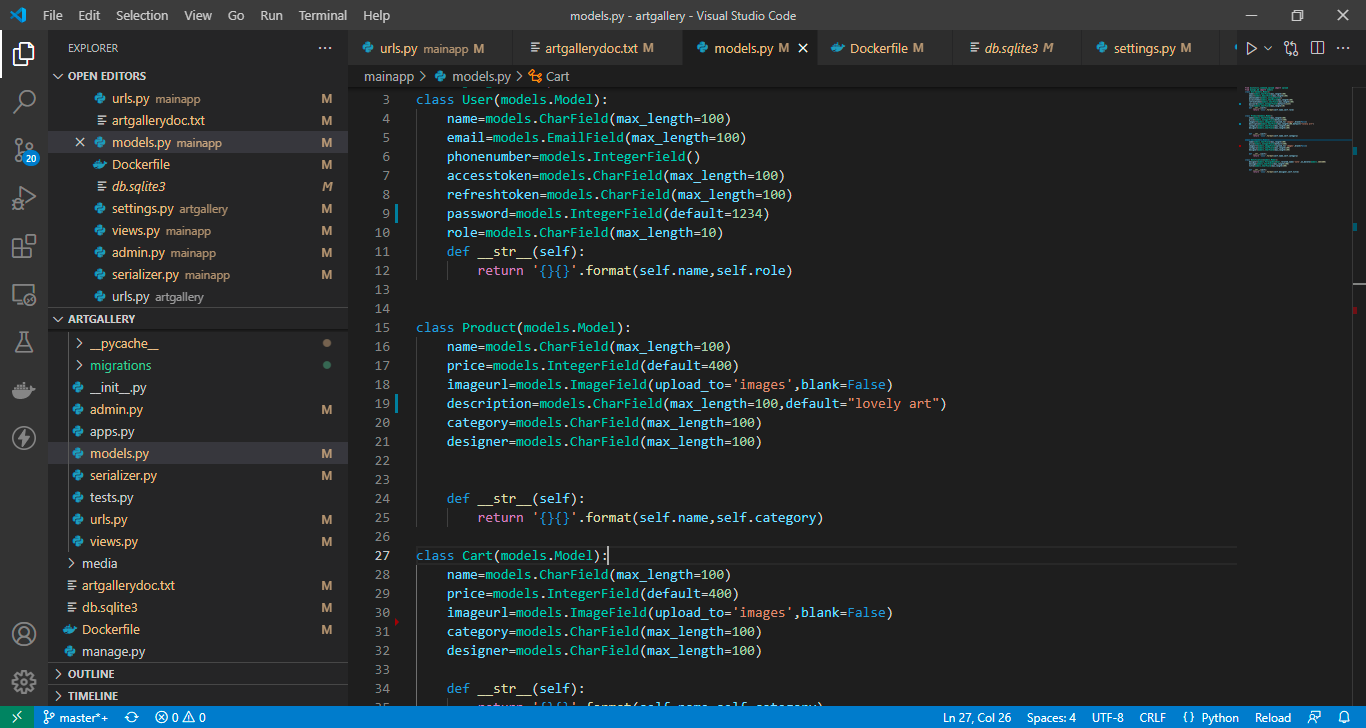 File Edit Selection View Go Run Terminal Help models.py - artgallery - Visual Studio Code
EXPLORER
OPEN EDITORS
urls.py mainapp M
artgallerydoc.txt M
models.py mainapp M
Dockerfile M
db.sqlite3 M
settings.py artgallery M
views.py mainapp M
admin.py mainapp M
serializer.py mainapp M
urls.py artgallery
20
ARTGALLERY
__pycache__
migrations
__init__.py
admin.py M
apps.py
models.py M
serializer.py M
tests.py
urls.py M
views.py M
media
artgallerydoc.txt M
db.sqlite3 M
Dockerfile M
manage.py
OUTLINE
TIMELINE
urls.py mainapp M artgallerydoc.txt M models.py M Dockerfile M db.sqlite3 M settings.py M
mainapp > models.py > Cart
3 class User(models.Model):
4 name=models.CharField(max_length=100)
5 email=models.EmailField(max_length=100)
6 phonenumber=models.IntegerField()
7 accesstoken=models.CharField(max_length=100)
8 refreshtoken=models.CharField(max_length=100)
9 password=models.IntegerField(default=1234)
10 role=models.CharField(max_length=10)
11 def __str__(self):
12 return '{}{}'.format(self.name,self.role)
13
14
15 class Product(models.Model):
16 name=models.CharField(max_length=100)
17 price=models.IntegerField(default=400)
18 imageurl=models.ImageField(upload_to='images',blank=False)
19 description=models.CharField(max_length=100,default="lovely art")
20 category=models.CharField(max_length=100)
21 designer=models.CharField(max_length=100)
22
23
24 def __str__(self):
25 return '{}{}'.format(self.name,self.category)
26
27 class Cart(models.Model):
28 name=models.CharField(max_length=100)
29 price=models.IntegerField(default=400)
30 imageurl=models.ImageField(upload_to='images',blank=False)
31 category=models.CharField(max_length=100)
32 designer=models.CharField(max_length=100)
33
34 def __str__(self):
35 return '{}{}'.format(self.name,self.category)
master*+ 0 0 Ln 27, Col 26 Spaces: 4 UTF-8 CRLF Python Reload